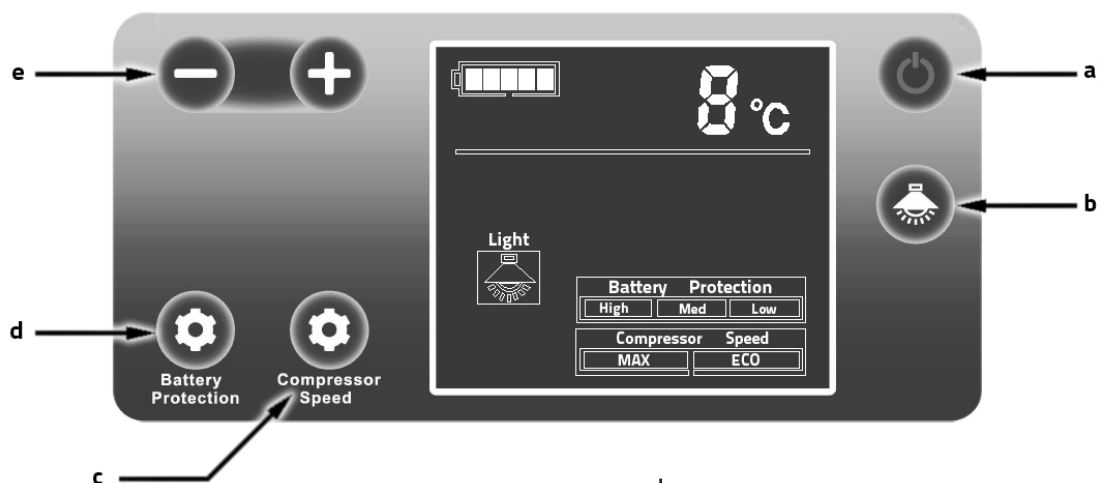 e
a
8 °C
b
Light
Battery Protection
High Med Low
d
Compressor Speed
MAX ECO
Battery
Protection
Compressor
Speed
c